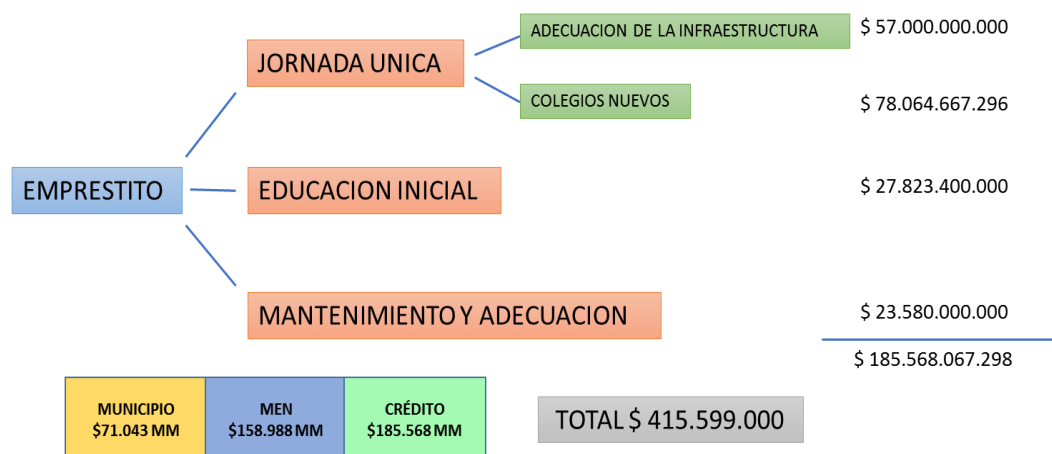 ADECUACION DE LA INFRAESTRUCTURA
$ 57.000.000.000
JORNADA UNICA
COLEGIOS NUEVOS
$ 78.064.667.296
EMPRESTITO
EDUCACION INICIAL
$ 27.823.400.000
MANTENIMIENTO Y ADECUACION
$ 23.580.000.000
$ 185.568.067.298
MUNICIPIO
$71.043 MM
MEN
$158.988 MM
CRÉDITO
$185.568 MM
TOTAL $ 415.599.000